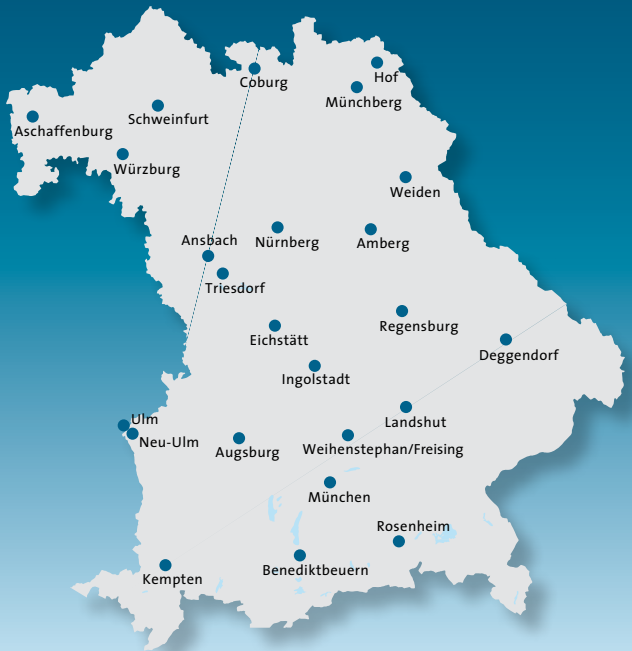 Hof
Coburg
Münchberg
Schweinfurt
Aschaffenburg
Würzburg
Weiden
Ansbach
Nürnberg
Amberg
Triesdorf
Regensburg
Eichstätt
Deggendorf
Ingolstadt
Ulm
Landshut
Neu-Ulm
Augsburg
Weihenstephan/Freising
München
Rosenheim
Benediktbeuern
Kempten